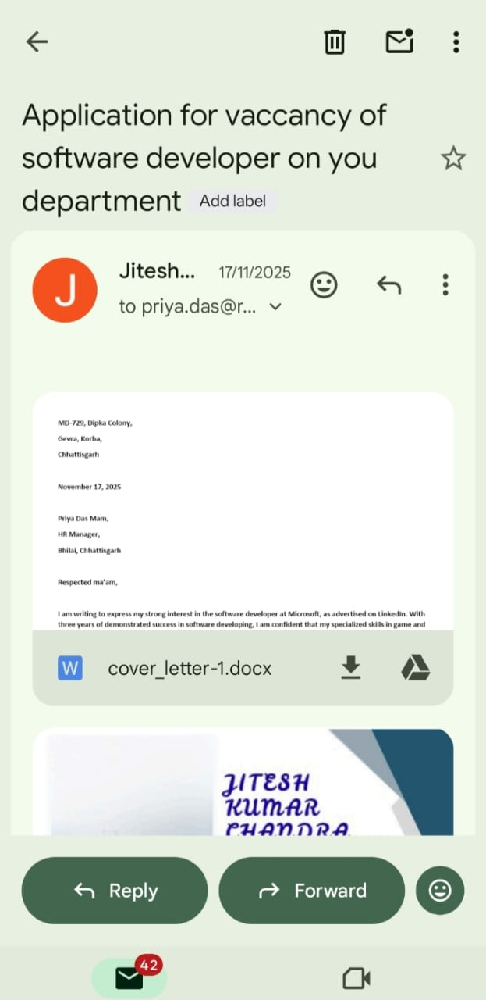 Application for vaccancy of
software developer on you
department Add label
J
Jitesh... 17/11/2025
to priya.das@r...
MD-729, Dipka Colony,
Gevra, Korba,
Chhattisgarh
November 17, 2025
Priya Das Mam,
HR Manager,
Bhilai, Chhattisgarh
Respected ma'am,
I am writing to express my strong interest in the software developer at Microsoft, as advertised on LinkedIn. With
three years of demonstrated success in software developing, I am confident that my specialized skills in game and
W cover_letter-1.docx
JITESH
KUMAR
CHANDRA
Reply Forward
42